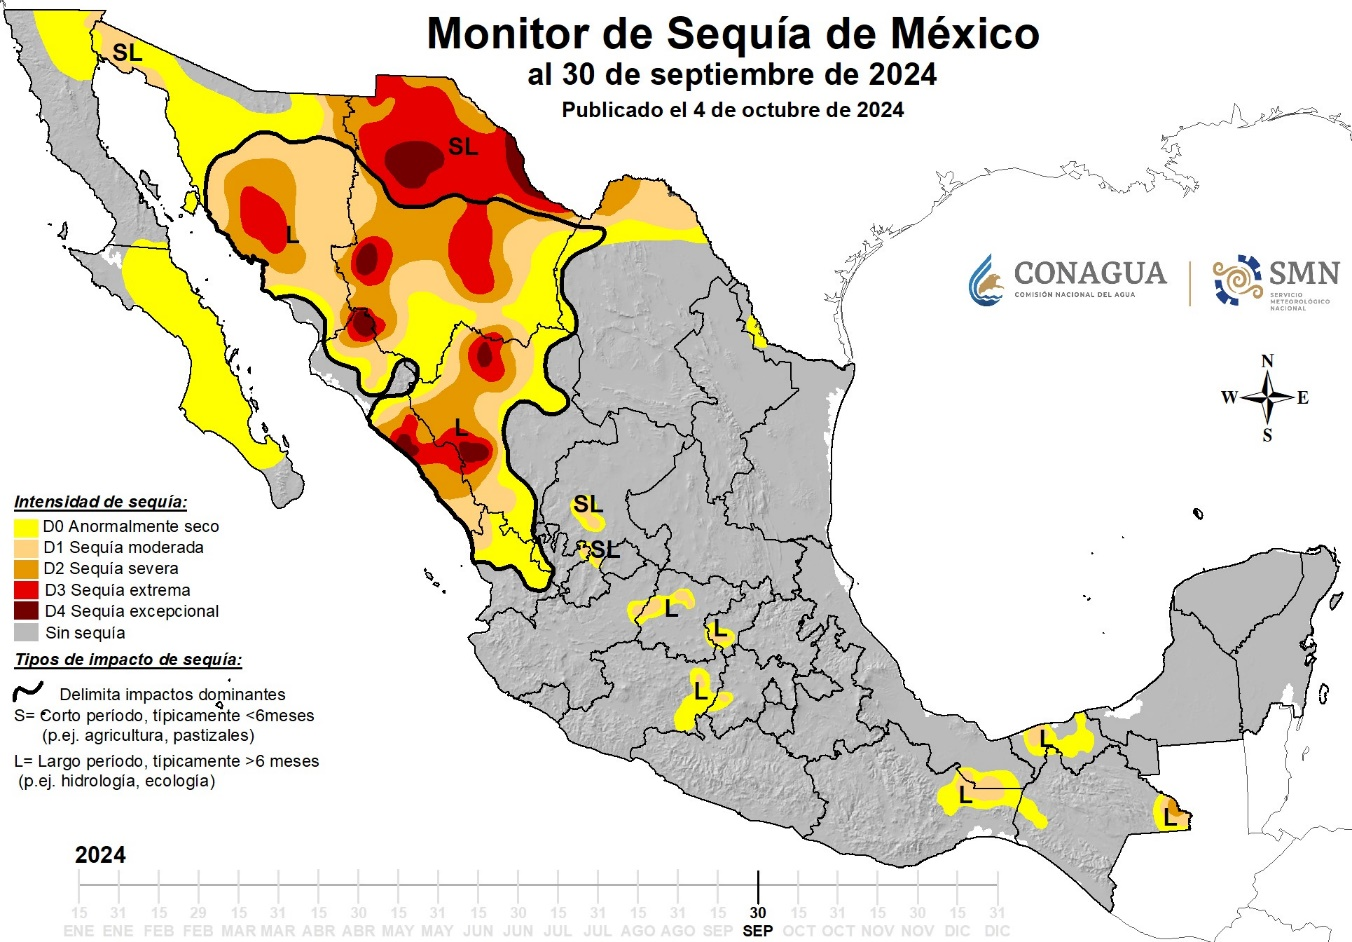 Monitor de Sequía de México
al 30 de septiembre de 2024
Publicado el 4 de octubre de 2024
SL
SL
L
L
SL
SL
L
L
L
L
L
L
CONAGUA
COMISIÓN NACIONAL DEL AGUA
SMN
SERVICIO
METEOROLÓGICO
NACIONAL
N
W E
S
Intensidad de sequía:
D0 Anormalmente seco
D1 Sequía moderada
D2 Sequía severa
D3 Sequía extrema
D4 Sequía excepcional
Sin sequía
Tipos de impacto de sequía:
Delimita impactos dominantes
S= Corto período, típicamente <6meses
(p.ej. agricultura, pastizales)
L= Largo período, típicamente >6 meses
(p.ej. hidrología, ecología)
2024
15 31 15 29 15 31 15 30 15 31 15 30 15 31 15 31 15 30 15 31 15 30 15 31
ENE ENE FEB FEB MAR MAR ABR ABR MAY MAY JUN JUN JUL JUL AGO AGO SEP SEP OCT OCT NOV NOV DIC DIC